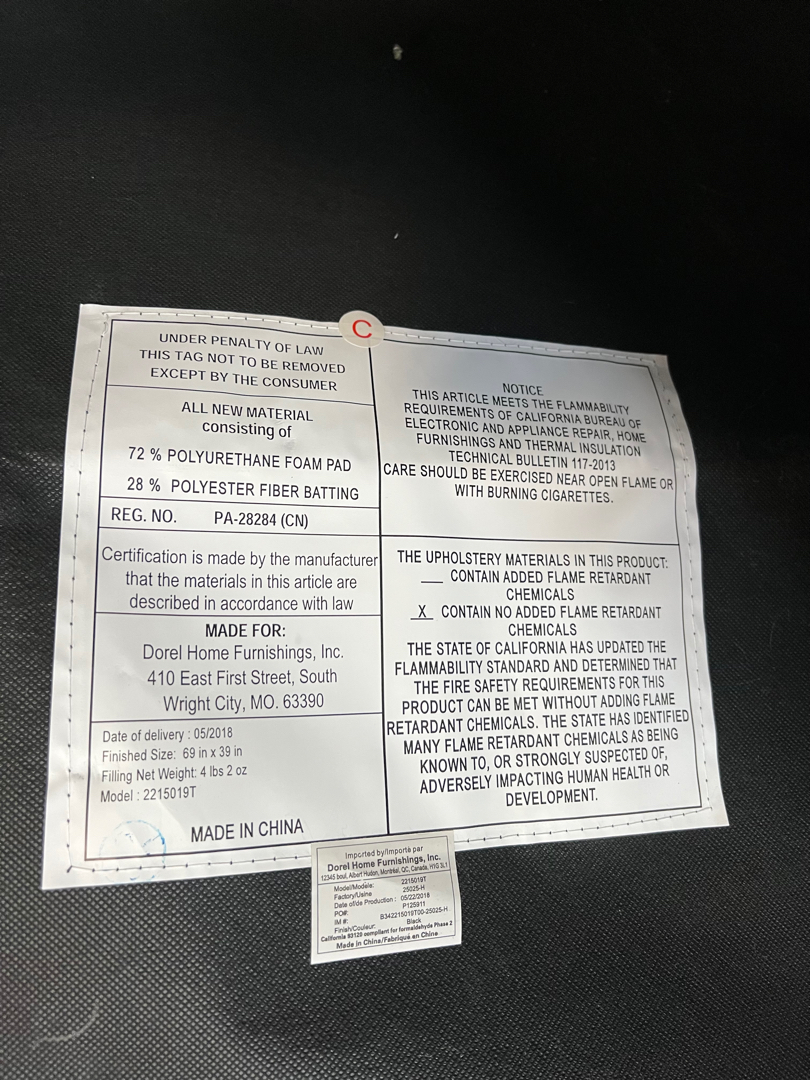 C
UNDER PENALTY OF LAW
THIS TAG NOT TO BE REMOVED
EXCEPT BY THE CONSUMER
ALL NEW MATERIAL
consisting of
72 % POLYURETHANE FOAM PAD
28 % POLYESTER FIBER BATTING
REG. NO. PA-28284 (CN)
Certification is made by the manufacturer
that the materials in this article are
described in accordance with law
MADE FOR:
Dorel Home Furnishings, Inc.
410 East First Street, South
Wright City, MO. 63390
Date of delivery : 05/2018
Finished Size: 69 in x 39 in
Filling Net Weight: 4 lbs 2 oz
Model : 2215019T
MADE IN CHINA
NOTICE
THIS ARTICLE MEETS THE FLAMMABILITY
REQUIREMENTS OF CALIFORNIA BUREAU OF
ELECTRONIC AND APPLIANCE REPAIR, HOME
FURNISHINGS AND THERMAL INSULATION
TECHNICAL BULLETIN 117-2013
CARE SHOULD BE EXERCISED NEAR OPEN FLAME OR
WITH BURNING CIGARETTES.
THE UPHOLSTERY MATERIALS IN THIS PRODUCT:
___ CONTAIN ADDED FLAME RETARDANT
CHEMICALS
X CONTAIN NO ADDED FLAME RETARDANT
CHEMICALS
THE STATE OF CALIFORNIA HAS UPDATED THE
FLAMMABILITY STANDARD AND DETERMINED THAT
THE FIRE SAFETY REQUIREMENTS FOR THIS
PRODUCT CAN BE MET WITHOUT ADDING FLAME
RETARDANT CHEMICALS. THE STATE HAS IDENTIFIED
MANY FLAME RETARDANT CHEMICALS AS BEING
KNOWN TO, OR STRONGLY SUSPECTED OF,
ADVERSELY IMPACTING HUMAN HEALTH OR
DEVELOPMENT.
Imported by/Importé par
Dorel Home Furnishings, Inc.
12345 boul. Albert Hudon, Montréal, QC, Canada, H1G 3L1
Model/Modèle: 2215019T
Factory/Usine 25025-H
Date of/de Production : 05/22/2018
PO#: P125911
IM #: B342215019T00-25025-H
Finish/Couleur: Black
California 93120 compliant for formaldehyde Phase 2
Made in China/Fabriqué en Chine